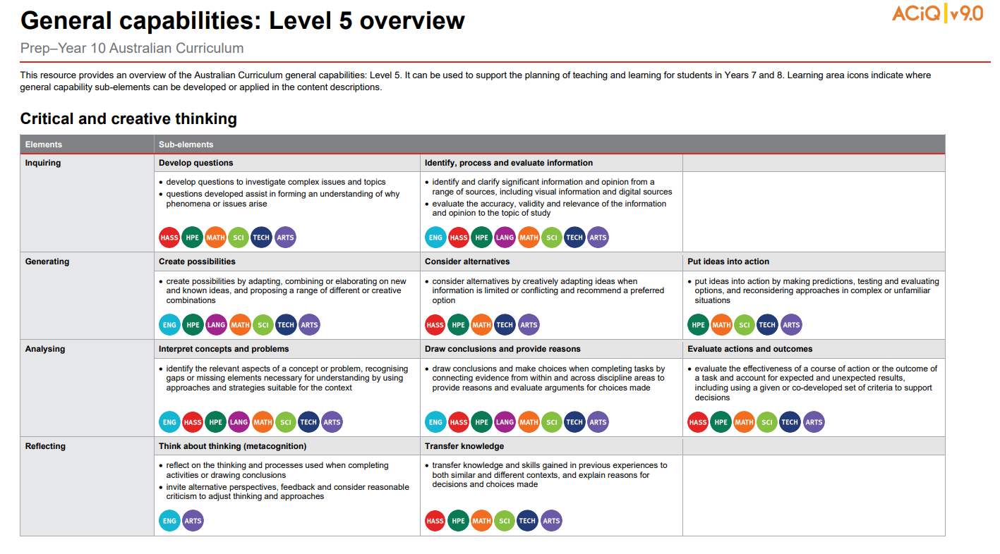 General capabilities: Level 5 overview
ACiQ v9.0
Prep–Year 10 Australian Curriculum
This resource provides an overview of the Australian Curriculum general capabilities: Level 5. It can be used to support the planning of teaching and learning for students in Years 7 and 8. Learning area icons indicate where
general capability sub-elements can be developed or applied in the content descriptions.
Critical and creative thinking
Elements
Sub-elements
Inquiring
Develop questions
• develop questions to investigate complex issues and topics
• questions developed assist in forming an understanding of why
phenomena or issues arise
HASS HPE MATH SCI TECH ARTS
Identify, process and evaluate information
• identify and clarify significant information and opinion from a
range of sources, including visual information and digital sources
• evaluate the accuracy, validity and relevance of the information
and opinion to the topic of study
ENG HASS HPE LANG MATH SCI TECH ARTS
Generating
Create possibilities
• create possibilities by adapting, combining or elaborating on new
and known ideas, and proposing a range of different or creative
combinations
ENG HPE LANG MATH SCI TECH ARTS
Consider alternatives
• consider alternatives by creatively adapting ideas when
information is limited or conflicting and recommend a preferred
option
HASS HPE MATH TECH ARTS
Put ideas into action
• put ideas into action by making predictions, testing and evaluating
options, and reconsidering approaches in complex or unfamiliar
situations
HPE MATH SCI TECH ARTS
Analysing
Interpret concepts and problems
• identify the relevant aspects of a concept or problem, recognising
gaps or missing elements necessary for understanding by using
approaches and strategies suitable for the context
ENG HASS HPE LANG MATH SCI TECH ARTS
Draw conclusions and provide reasons
• draw conclusions and make choices when completing tasks by
connecting evidence from within and across discipline areas to
provide reasons and evaluate arguments for choices made
ENG HASS HPE LANG MATH SCI TECH ARTS
Evaluate actions and outcomes
• evaluate the effectiveness of a course of action or the outcome of
a task and account for expected and unexpected results,
including using a given or co-developed set of criteria to support
decisions
HASS HPE MATH SCI TECH ARTS
Reflecting
Think about thinking (metacognition)
• reflect on the thinking and processes used when completing
activities or drawing conclusions
• invite alternative perspectives, feedback and consider reasonable
criticism to adjust thinking and approaches
ENG ARTS
Transfer knowledge
• transfer knowledge and skills gained in previous experiences to
both similar and different contexts, and explain reasons for
decisions and choices made
HASS HPE MATH SCI TECH ARTS